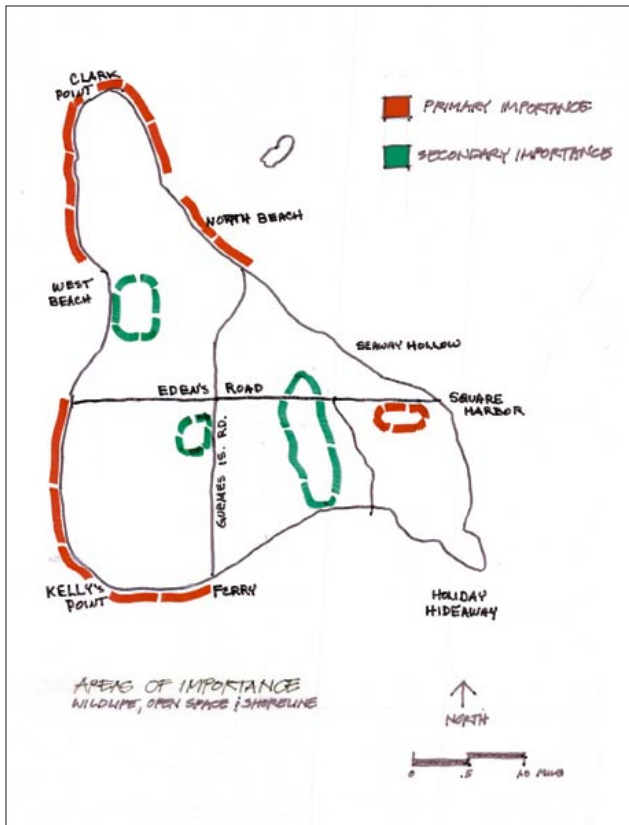 CLARK
POINT
PRIMARY IMPORTANCE
SECONDARY IMPORTANCE
NORTH BEACH
WEST
BEACH
SEAWAY HOLLOW
EDEN'S ROAD
SQUARE
HARBOR
GUEMES IS. RD.
KELLY'S
POINT
FERRY
HOLIDAY
HIDEAWAY
AREAS OF IMPORTANCE
WILDLIFE, OPEN SPACE & SHORELINE
NORTH
0 .5 1.0 MILES